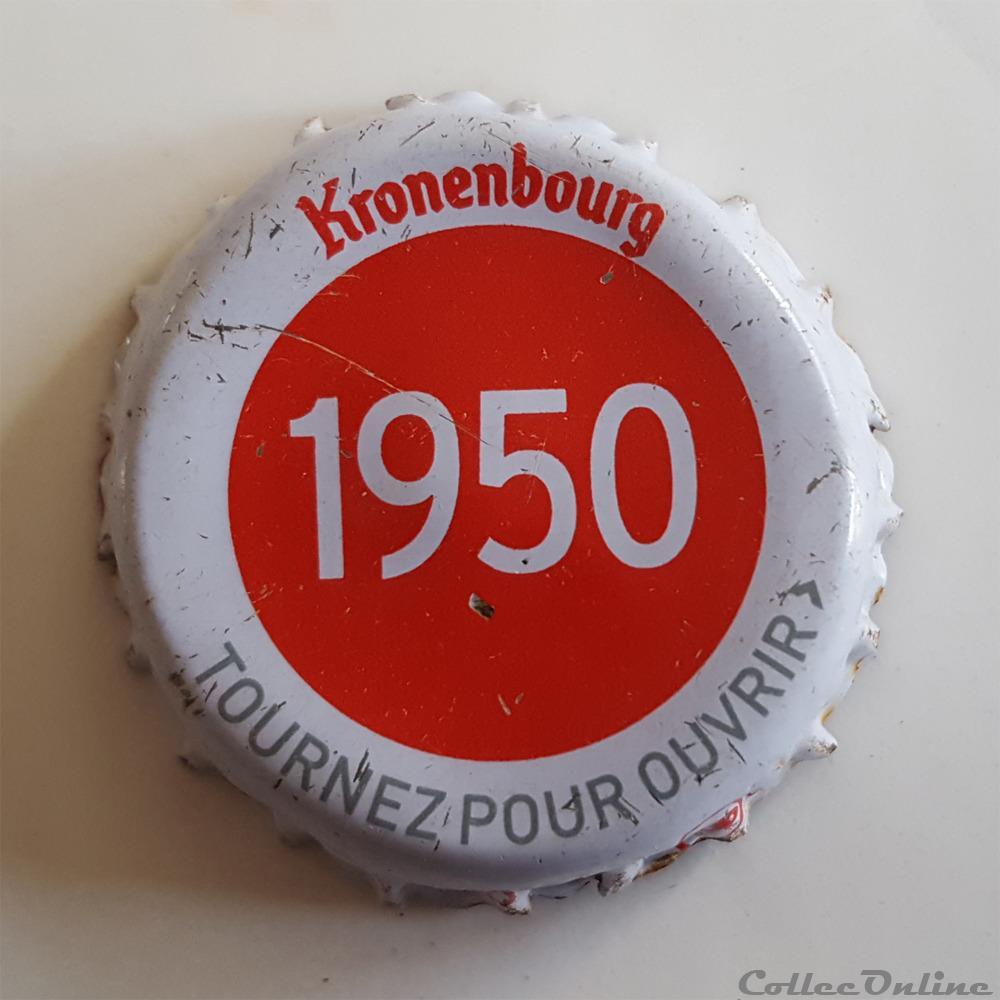 Kronenbourg
1950
TOURNEZ POUR OUVRIR >
CollecOnline